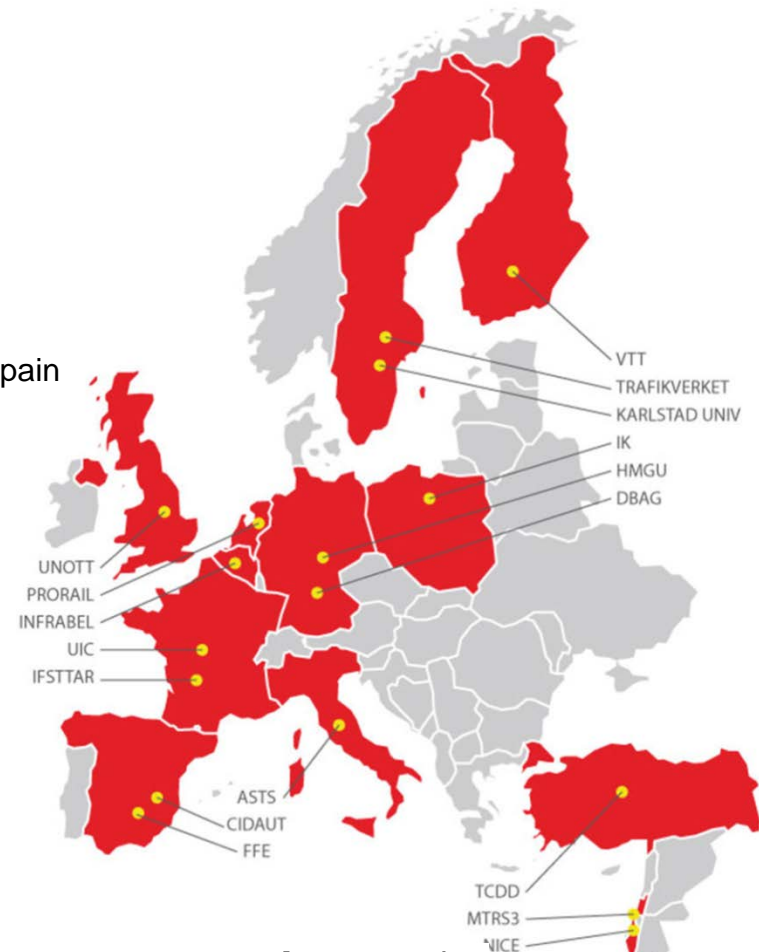 pain
VTT
TRAFIKVERKET
KARLSTAD UNIV
IK
HMGU
DBAG
UNOTT
PRORAIL
INFRABEL
UIC
IFSTTAR
ASTS
CIDAUT
FFE
TCDD
MTRS3
NICE